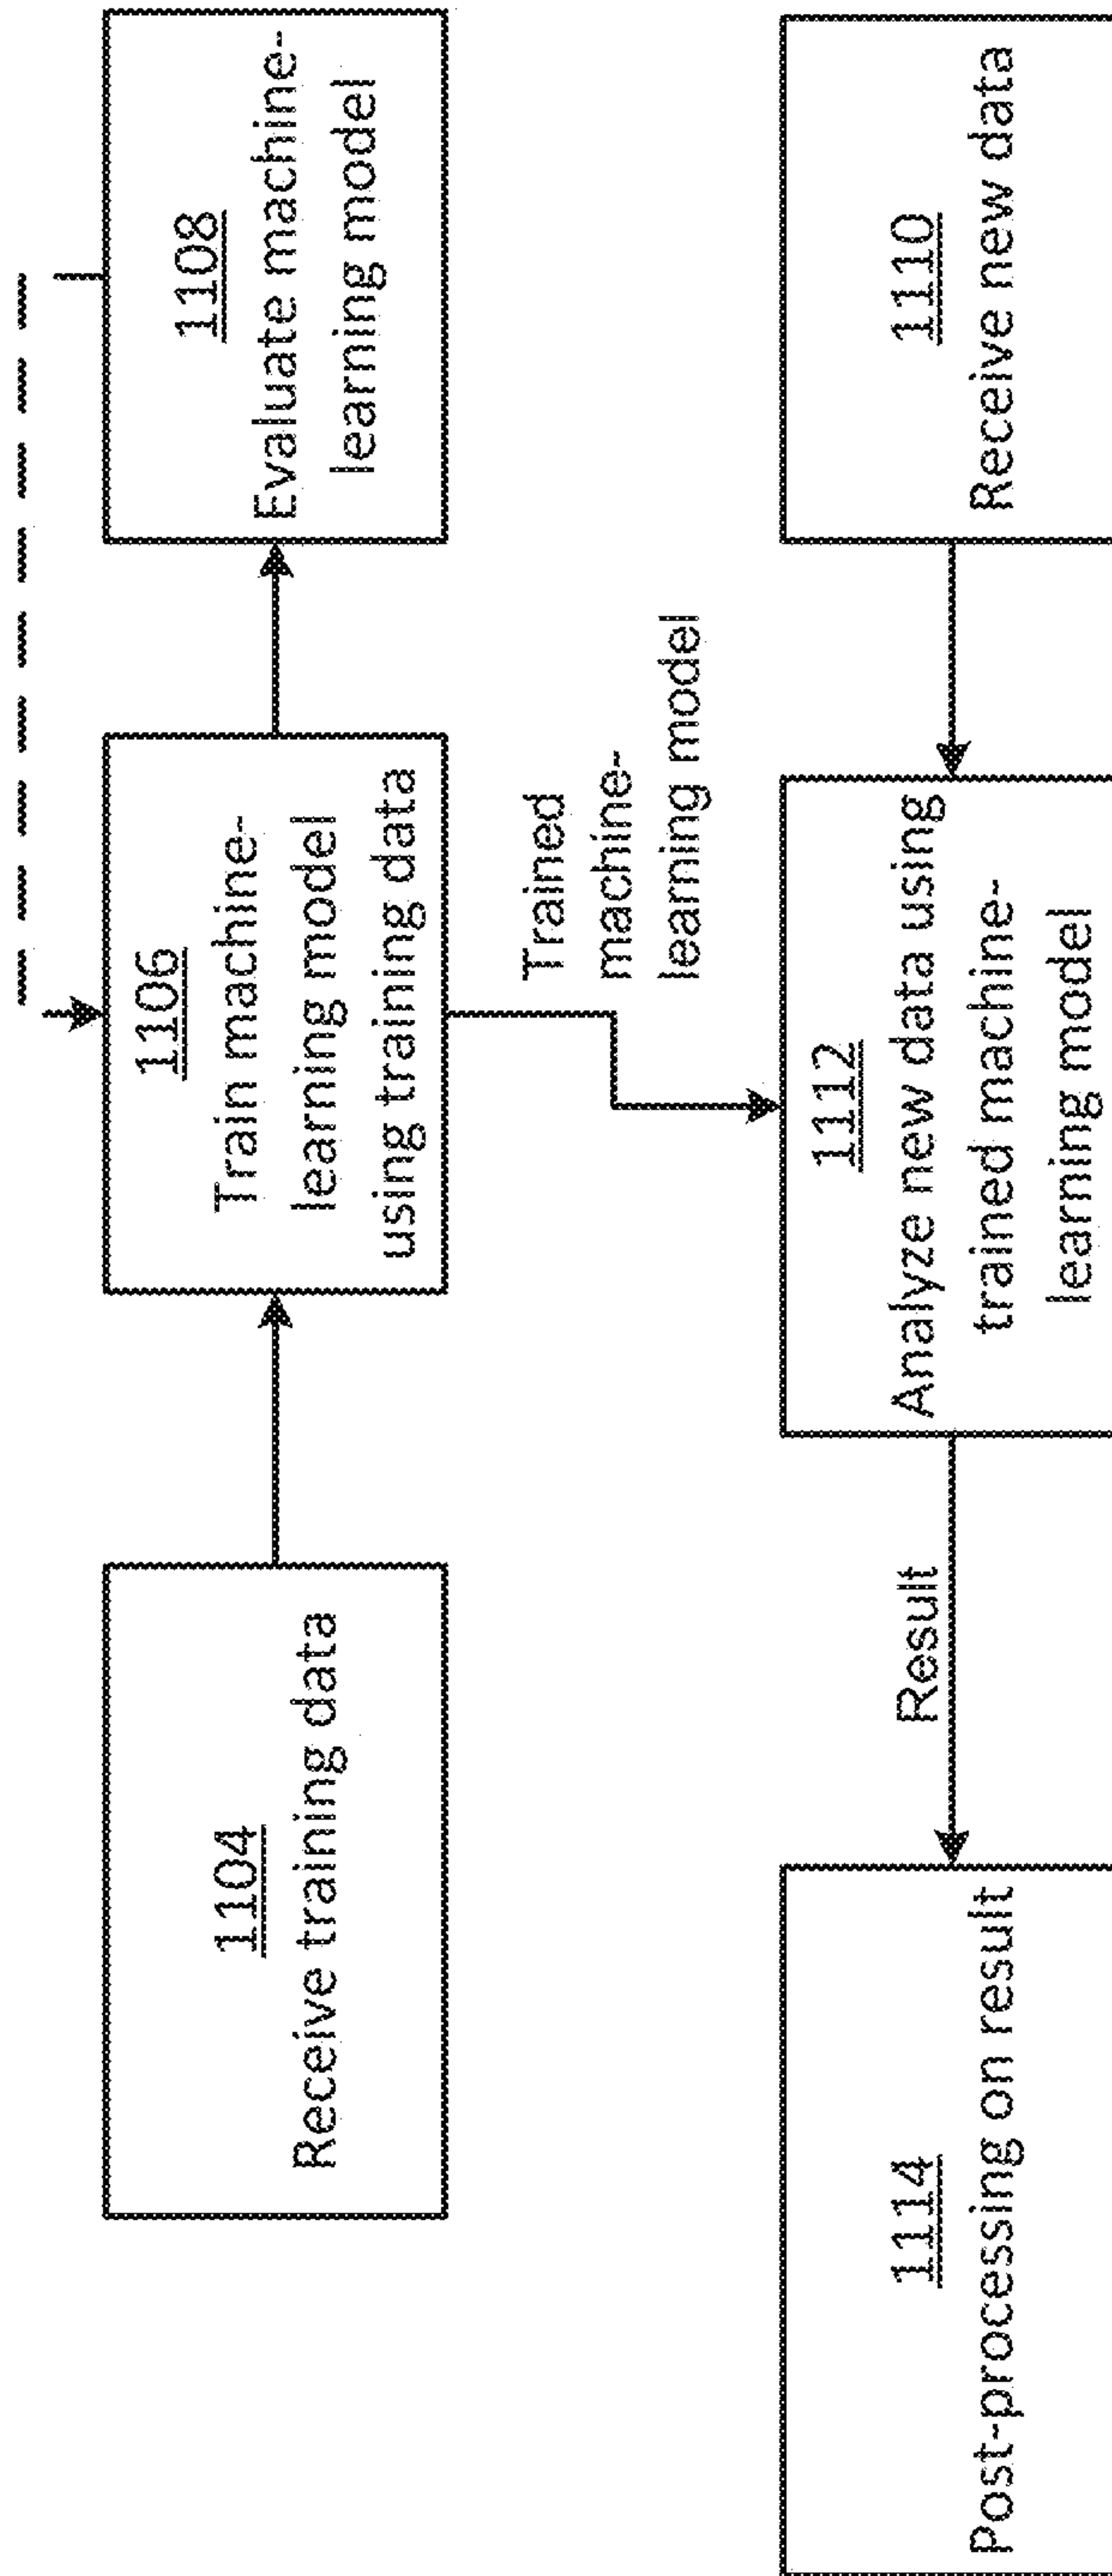 1104
Receive training data
1106
Train machine-
learning model
using training data
1108
Evaluate machine-
learning model
Trained
machine-
learning model
1110
Receive new data
1112
Analyze new data using
trained machine-
learning model
Result
1114
Post-processing on result